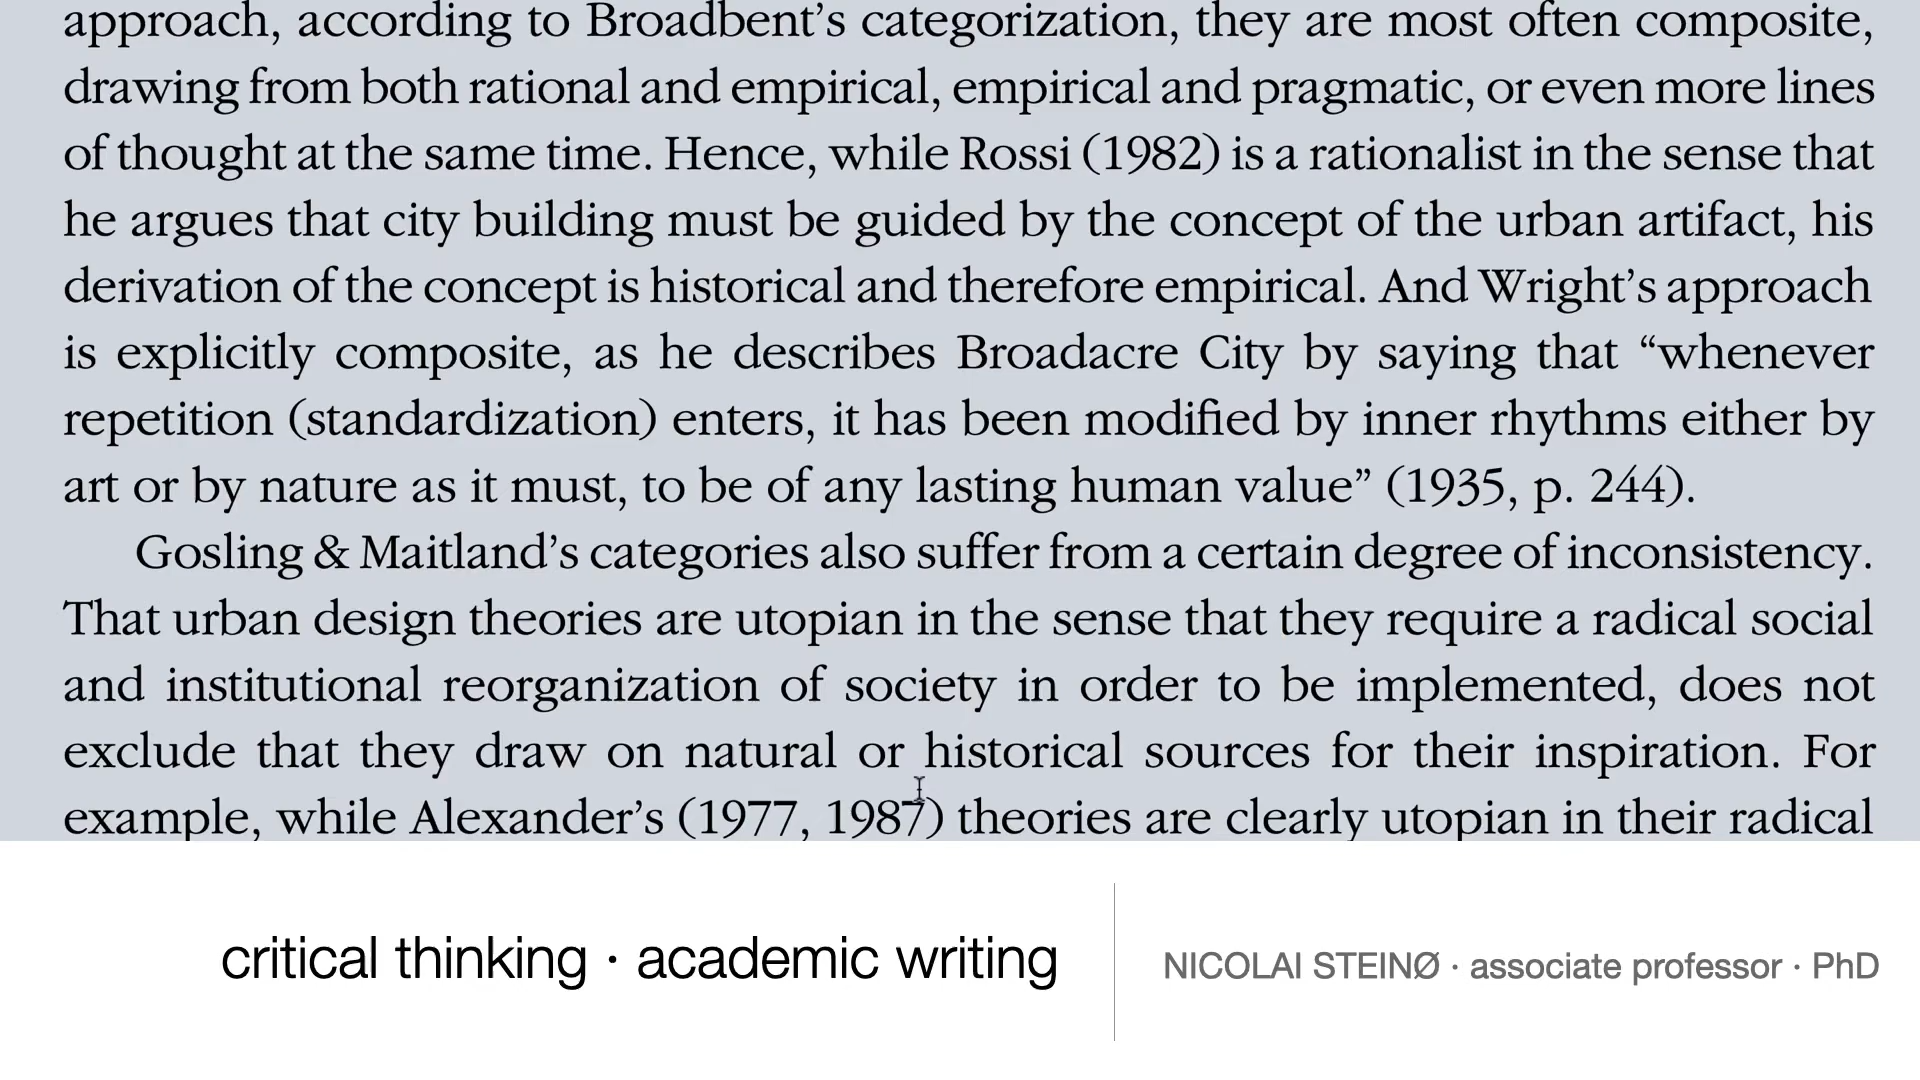 approach, according to Broadbent’s categorization, they are most often composite,
drawing from both rational and empirical, empirical and pragmatic, or even more lines
of thought at the same time. Hence, while Rossi (1982) is a rationalist in the sense that
he argues that city building must be guided by the concept of the urban artifact, his
derivation of the concept is historical and therefore empirical. And Wright’s approach
is explicitly composite, as he describes Broadacre City by saying that “whenever
repetition (standardization) enters, it has been modified by inner rhythms either by
art or by nature as it must, to be of any lasting human value” (1935, p. 244).
Gosling & Maitland’s categories also suffer from a certain degree of inconsistency.
That urban design theories are utopian in the sense that they require a radical social
and institutional reorganization of society in order to be implemented, does not
exclude that they draw on natural or historical sources for their inspiration. For
example, while Alexander’s (1977, 1987) theories are clearly utopian in their radical
critical thinking · academic writing
NICOLAI STEINØ · associate professor · PhD